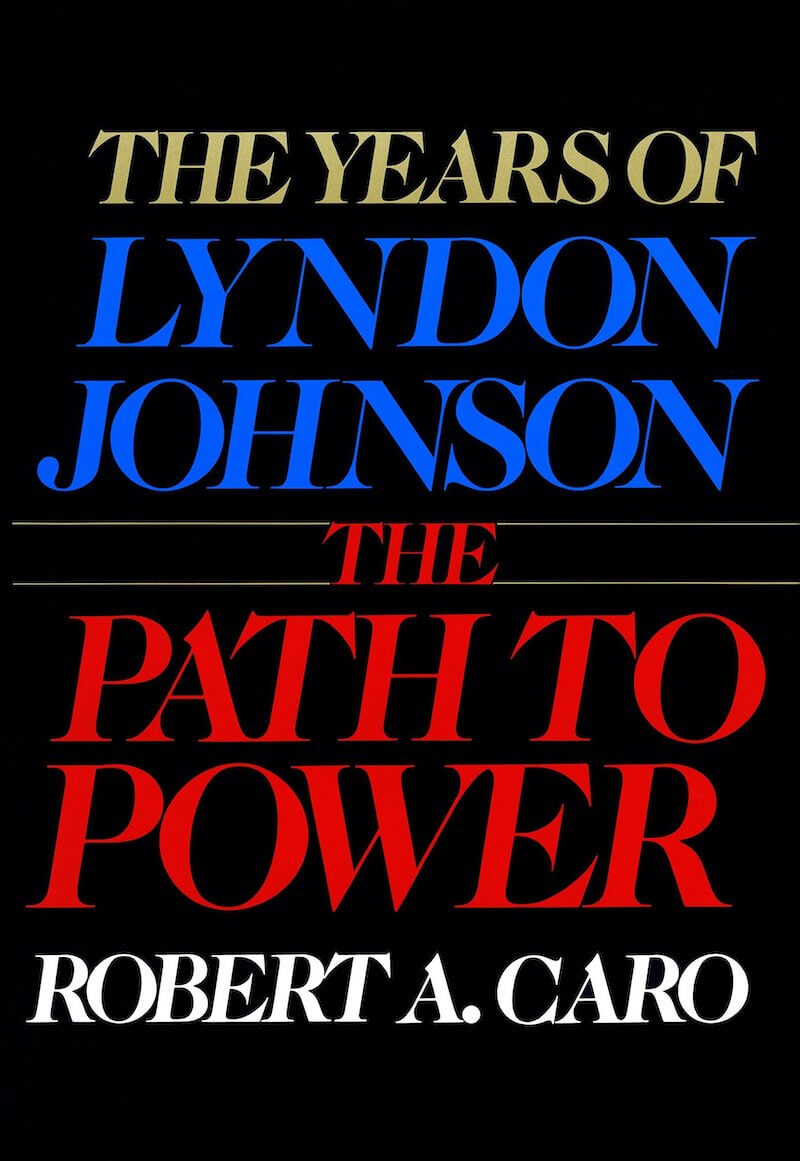 THE YEARS OF
LYNDON
JOHNSON
THE
PATH TO
POWER
ROBERT A. CARO